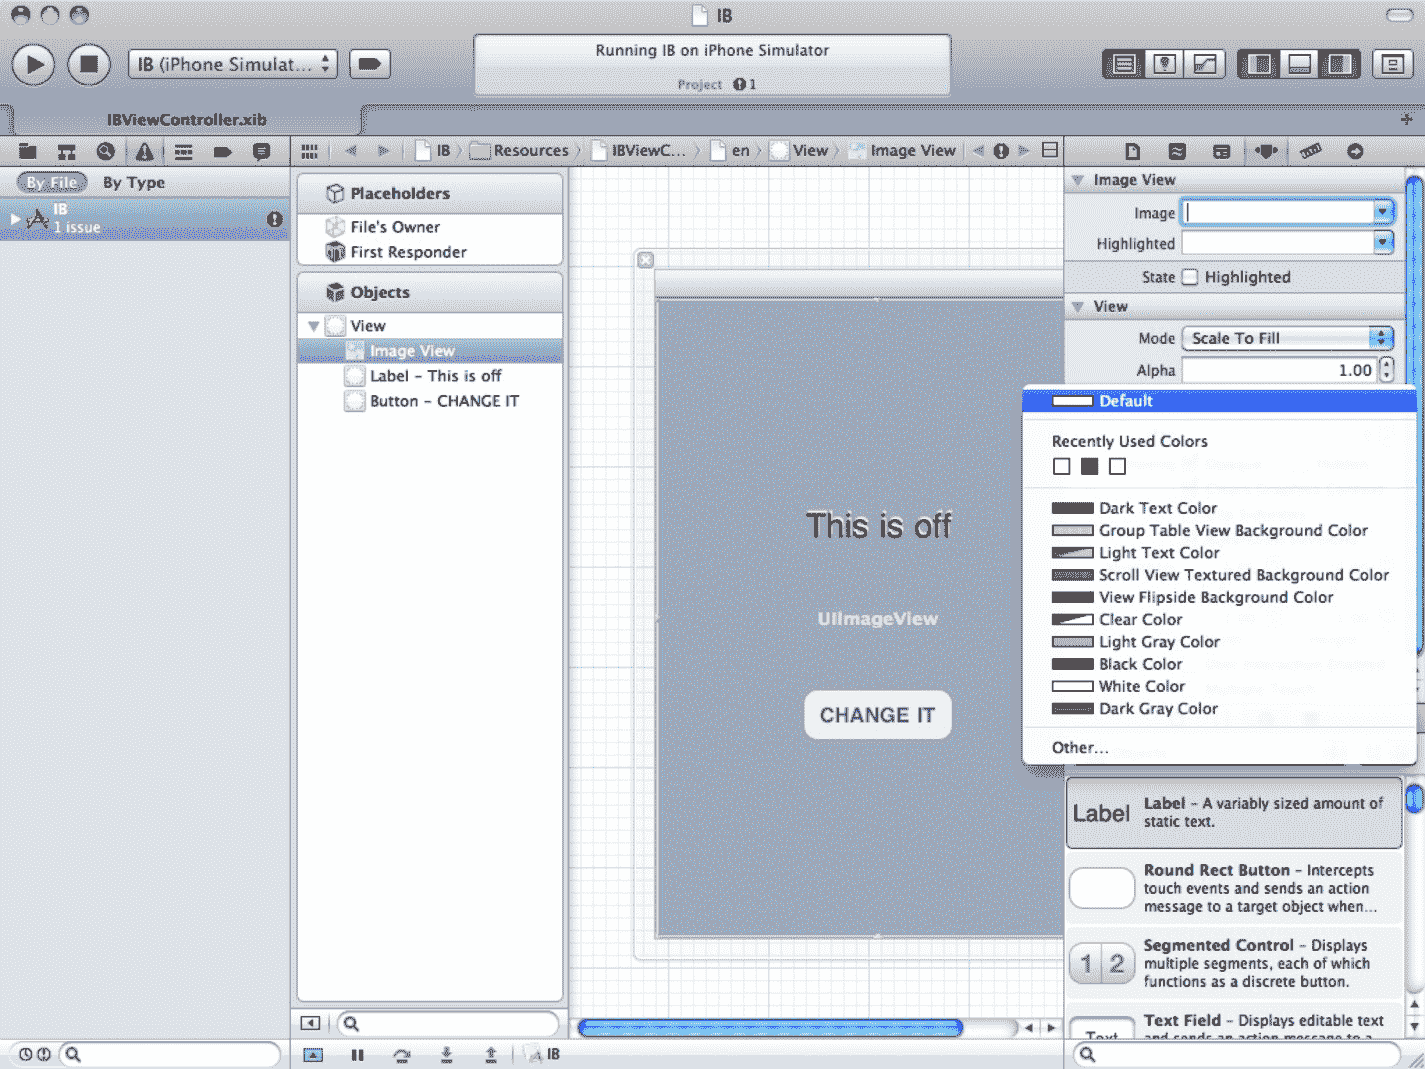 IB
IB (iPhone Simulat...
Running IB on iPhone Simulator
Project 1
IBViewController.xib
IB
Resources
IBViewC...
en
View
Image View
By File
By Type
IB
1 issue
Placeholders
File's Owner
First Responder
Objects
View
Image View
Label – This is off
Button – CHANGE IT
This is off
UIImageView
CHANGE IT
Image View
Image
Highlighted
State
Highlighted
View
Mode
Scale To Fill
Alpha
1.00
Default
Recently Used Colors
Dark Text Color
Group Table View Background Color
Light Text Color
Scroll View Textured Background Color
View Flipside Background Color
Clear Color
Light Gray Color
Black Color
White Color
Dark Gray Color
Other...
Label
Label – A variably sized amount of
static text.
Round Rect Button – Intercepts
touch events and sends an action
message to a target object when...
1 2
Segmented Control – Displays
multiple segments, each of which
functions as a discrete button.
Text
Text Field – Displays editable text
and sends an action message to a
IB